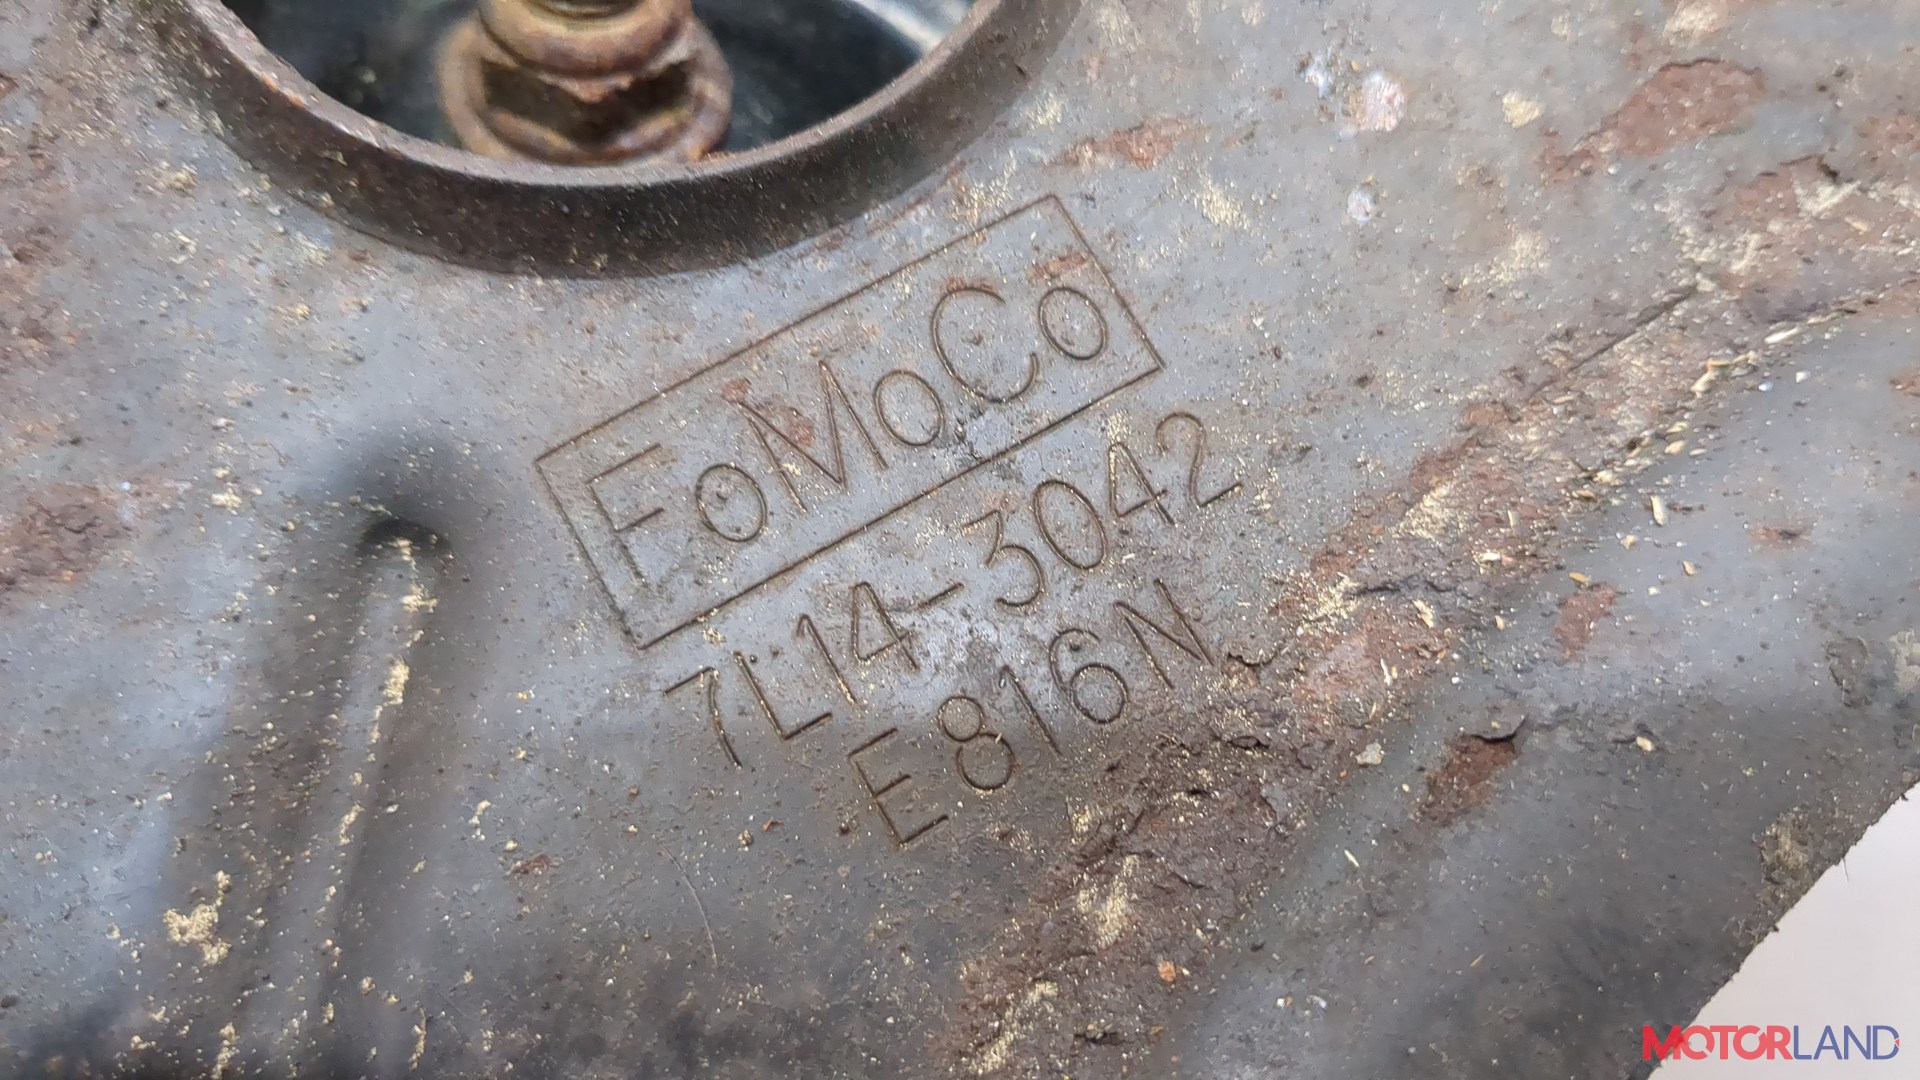 FoMoCo
7L14-3042
E816N
MOTORLAND